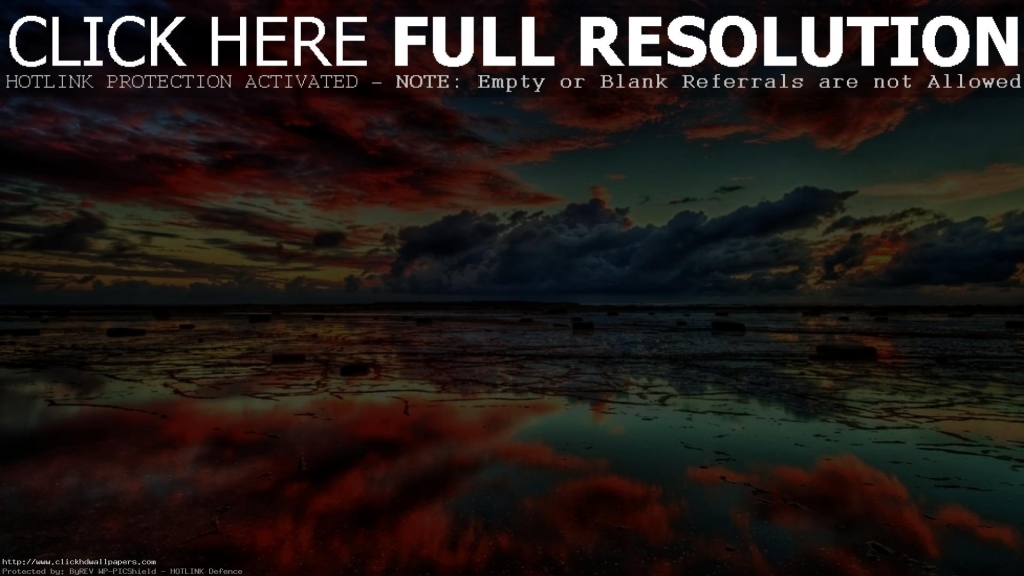 CLICK HERE FULL RESOLUTION
HOTLINK PROTECTION ACTIVATED - NOTE: Empty or Blank Referrals are not Allowed
http://www.clickhdwallpapers.com
Protected by: ByREV WP-PICShield - HOTLINK Defence